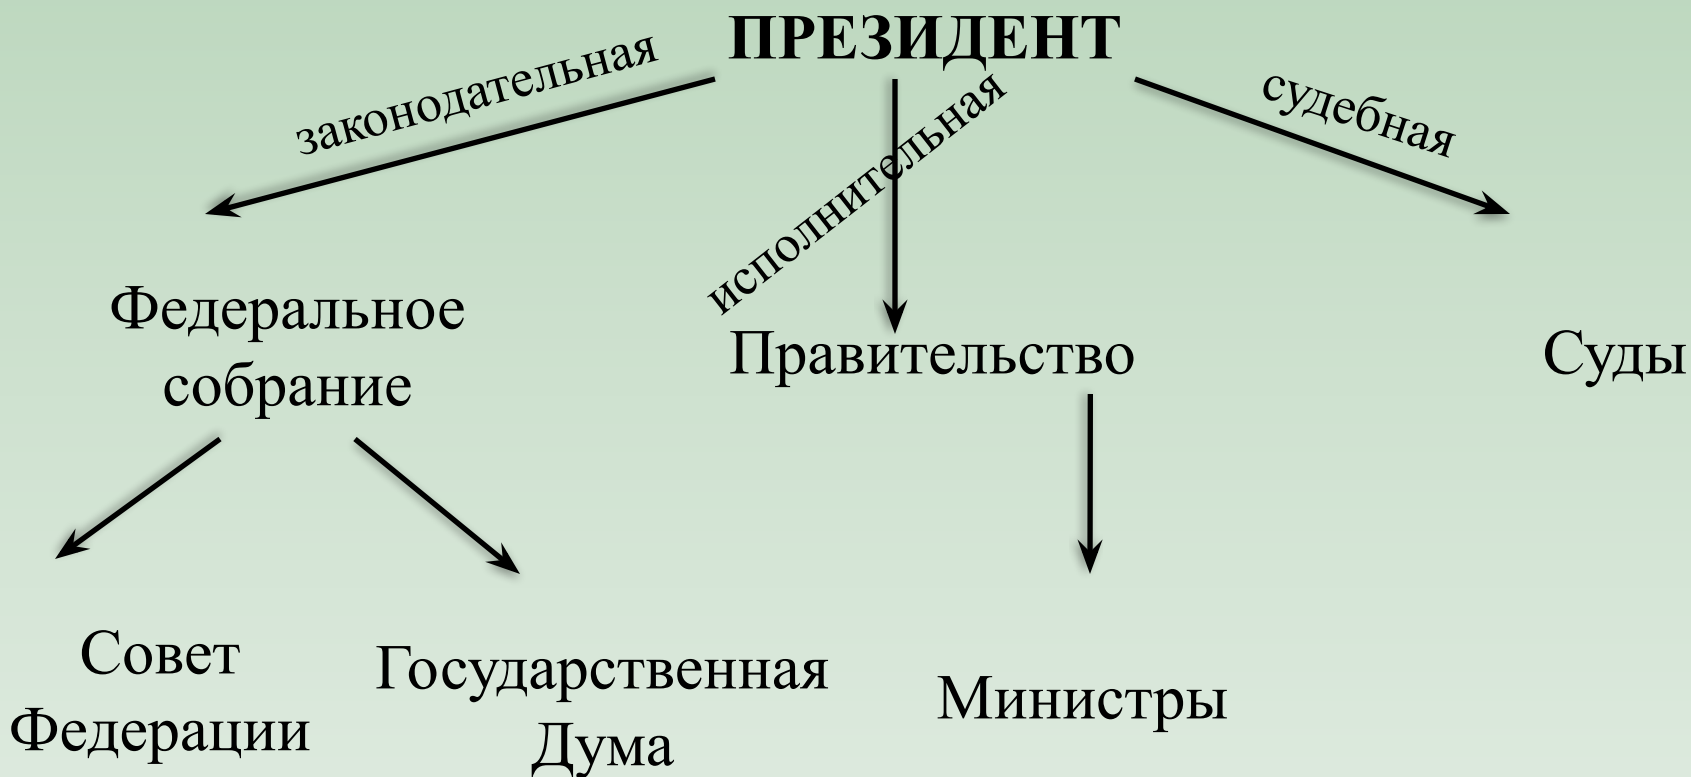 ПРЕЗИДЕНТ
законодательная
исполнительная
судебная
Федеральное
собрание
Правительство
Суды
Совет
Федерации
Государственная
Дума
Министры